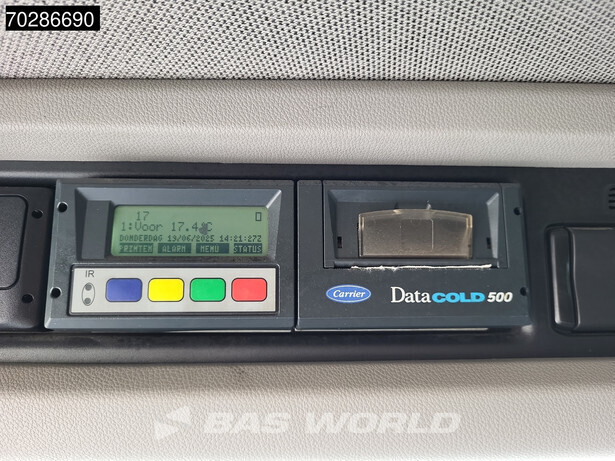 70286690
17
1:Voor 17.4°C
DONDERDAG 19/06/2025 14:21:27Z
PRINTEN ALARM MENU STATUS
IR
Carrier
DataCOLD 500
BAS WORLD